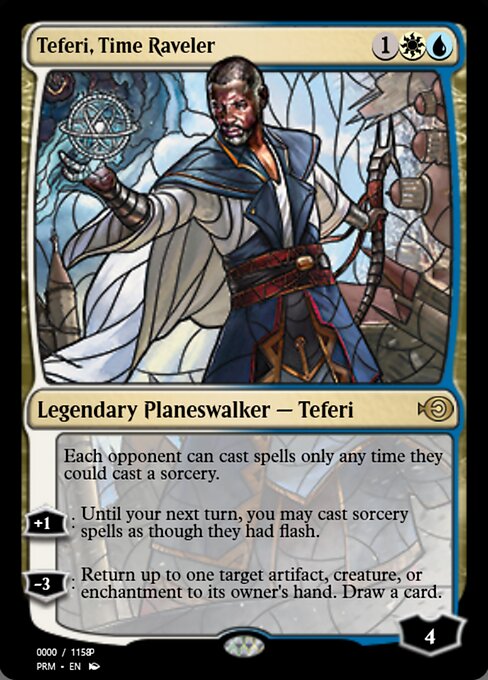 Teferi, Time Raveler 1
Legendary Planeswalker — Teferi
Each opponent can cast spells only any time they
could cast a sorcery.
+1 : Until your next turn, you may cast sorcery
spells as though they had flash.
-3 : Return up to one target artifact, creature, or
enchantment to its owner's hand. Draw a card.
4
0000 / 1158P
PRM • EN